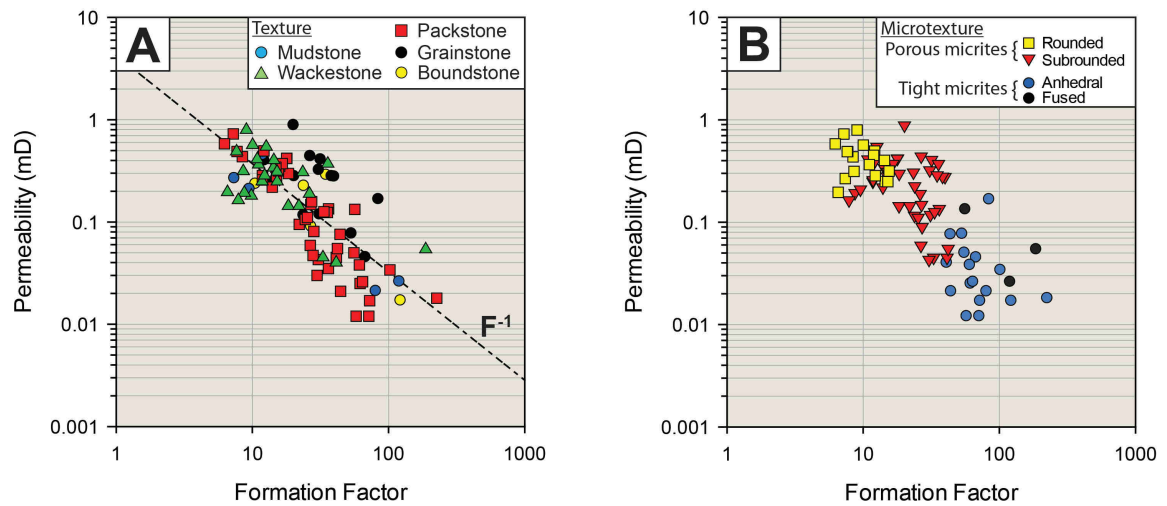 A
Texture
Mudstone
Wackestone
Packstone
Grainstone
Boundstone
10
1
0.1
0.01
0.001
Permeability (mD)
F-1
1
10
100
1000
Formation Factor
B
Microtexture
Porous micrites {
Rounded
Subrounded
Tight micrites {
Anhedral
Fused
10
1
0.1
0.01
0.001
Permeability (mD)
1
10
100
1000
Formation Factor